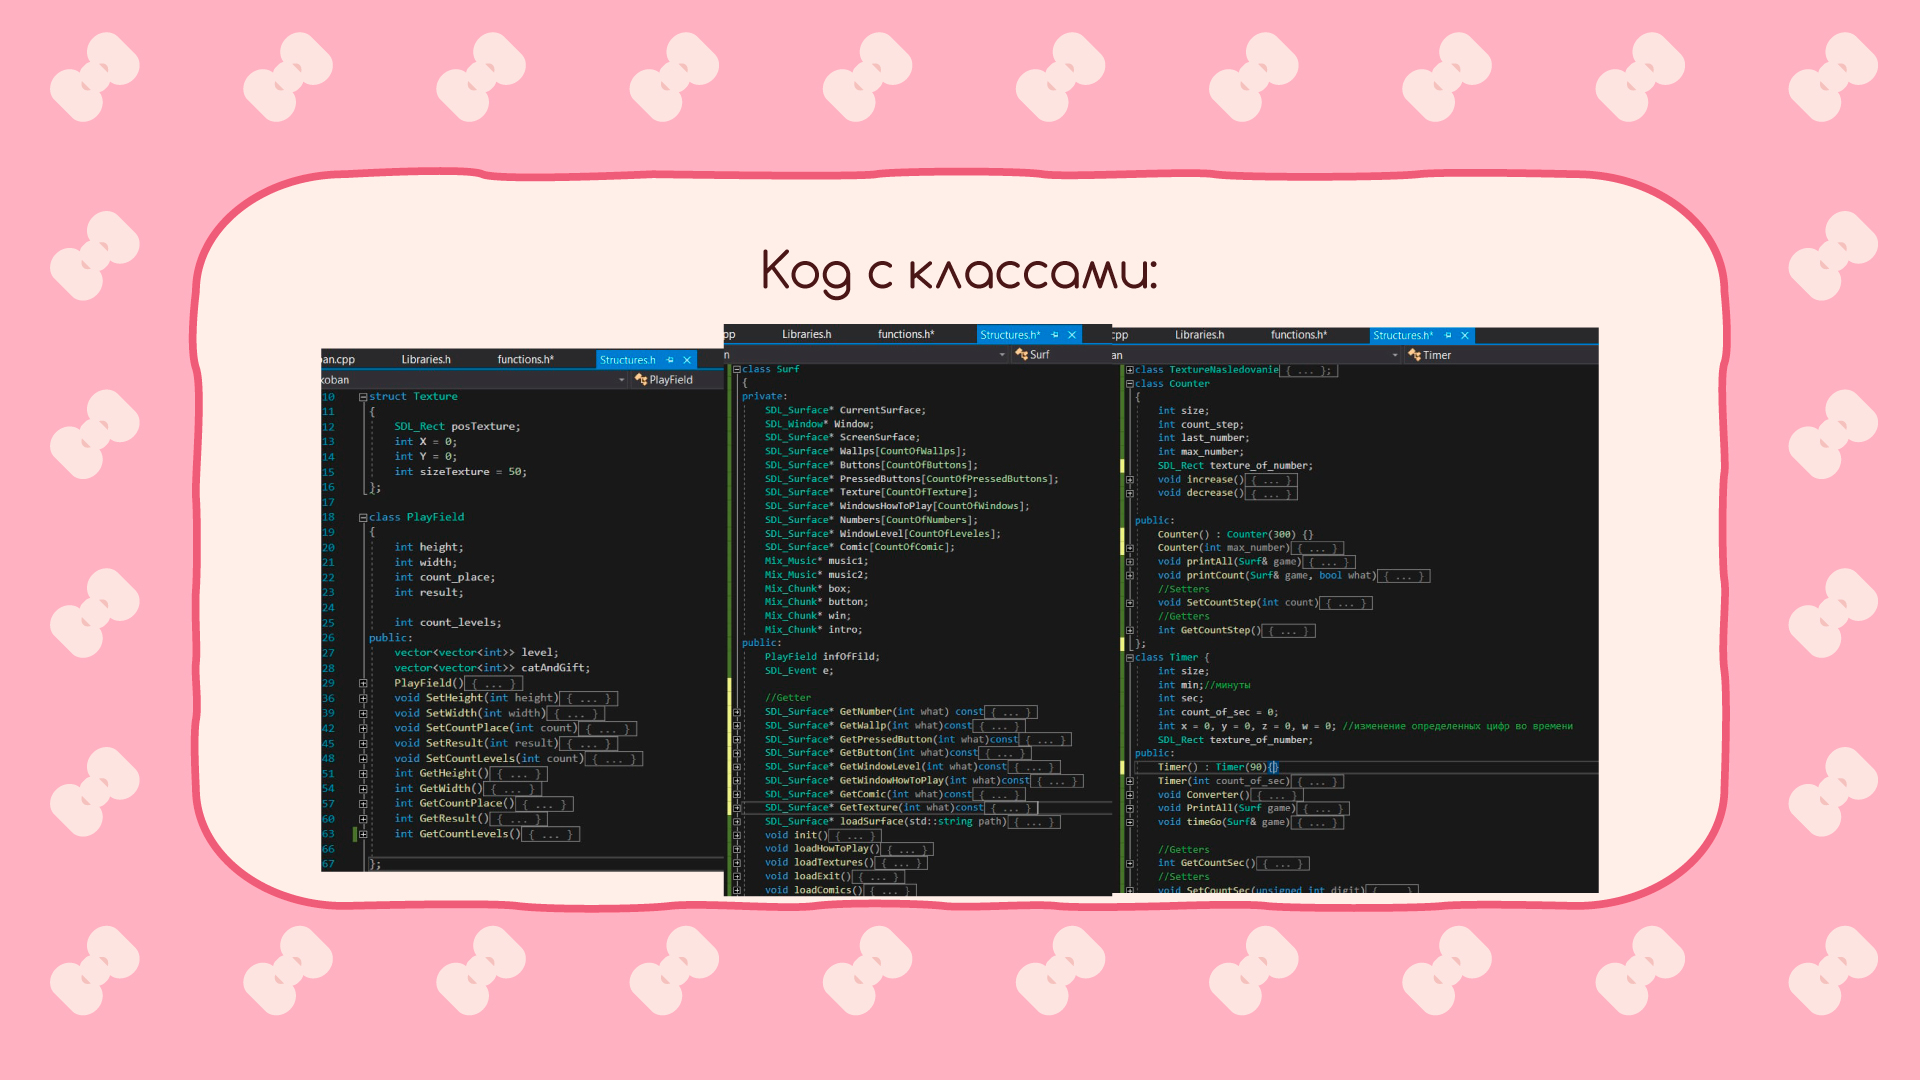 Код с классами:
an.cpp Libraries.h functions.h* Structures.h
koban PlayField
10 struct Texture
11 {
12 SDL_Rect posTexture;
13 int X = 0;
14 int Y = 0;
15 int sizeTexture = 50;
16 };
17
18 class PlayField
19 {
20 int height;
21 int width;
22 int count_place;
23 int result;
24
25 int count_levels;
26 public:
27 vector<vector<int>> level;
28 vector<vector<int>> catAndGift;
29 PlayField(){ ... }
36 void SetHeight(int height){ ... }
39 void SetWidth(int width){ ... }
42 void SetCountPlace(int count){ ... }
45 void SetResult(int result){ ... }
48 void SetCountLevels(int count){ ... }
51 int GetHeight(){ ... }
54 int GetWidth(){ ... }
57 int GetCountPlace(){ ... }
60 int GetResult(){ ... }
63 int GetCountLevels(){ ... }
66
67 };
pp Libraries.h functions.h* Structures.h*
n Surf
class Surf
{
private:
SDL_Surface* CurrentSurface;
SDL_Window* Window;
SDL_Surface* ScreenSurface;
SDL_Surface* Wallps[CountOfWallps];
SDL_Surface* Buttons[CountOfButtons];
SDL_Surface* PressedButtons[CountOfPressedButtons];
SDL_Surface* Texture[CountOfTexture];
SDL_Surface* WindowsHowToPlay[CountOfWindows];
SDL_Surface* Numbers[CountOfNumbers];
SDL_Surface* WindowLevel[CountOfLeveles];
SDL_Surface* Comic[CountOfComic];
Mix_Music* music1;
Mix_Music* music2;
Mix_Chunk* box;
Mix_Chunk* button;
Mix_Chunk* win;
Mix_Chunk* intro;
public:
PlayField infOfFild;
SDL_Event e;
//Getter
SDL_Surface* GetNumber(int what) const{ ... }
SDL_Surface* GetWallp(int what)const{ ... }
SDL_Surface* GetPressedButton(int what)const{ ... }
SDL_Surface* GetButton(int what)const{ ... }
SDL_Surface* GetWindowLevel(int what)const{ ... }
SDL_Surface* GetWindowHowToPlay(int what)const{ ... }
SDL_Surface* GetComic(int what)const{ ... }
SDL_Surface* GetTexture(int what)const{ ... }
SDL_Surface* loadSurface(std::string path){ ... }
void init(){ ... }
void loadHowToPlay(){ ... }
void loadTextures(){ ... }
void loadExit(){ ... }
void loadComics(){ ... }
cpp Libraries.h functions.h* Structures.h*
an Timer
class TextureNasledovanie{ ... };
class Counter
{
int size;
int count_step;
int last_number;
int max_number;
SDL_Rect texture_of_number;
void increase(){ ... }
void decrease(){ ... }
public:
Counter() : Counter(300) {}
Counter(int max_number){ ... }
void printAll(Surf& game){ ... }
void printCount(Surf& game, bool what){ ... }
//Setters
void SetCountStep(int count){ ... }
//Getters
int GetCountStep(){ ... }
};
class Timer {
int size;
int min;//минуты
int sec;
int count_of_sec = 0;
int x = 0, y = 0, z = 0, w = 0; //изменение определенных цифр во времени
SDL_Rect texture_of_number;
public:
Timer() : Timer(90){}
Timer(int count_of_sec){ ... }
void Converter(){ ... }
void PrintAll(Surf game){ ... }
void timeGo(Surf& game){ ... }
//Getters
int GetCountSec(){ ... }
//Setters
void SetCountSec(unsigned int digit){ ... }